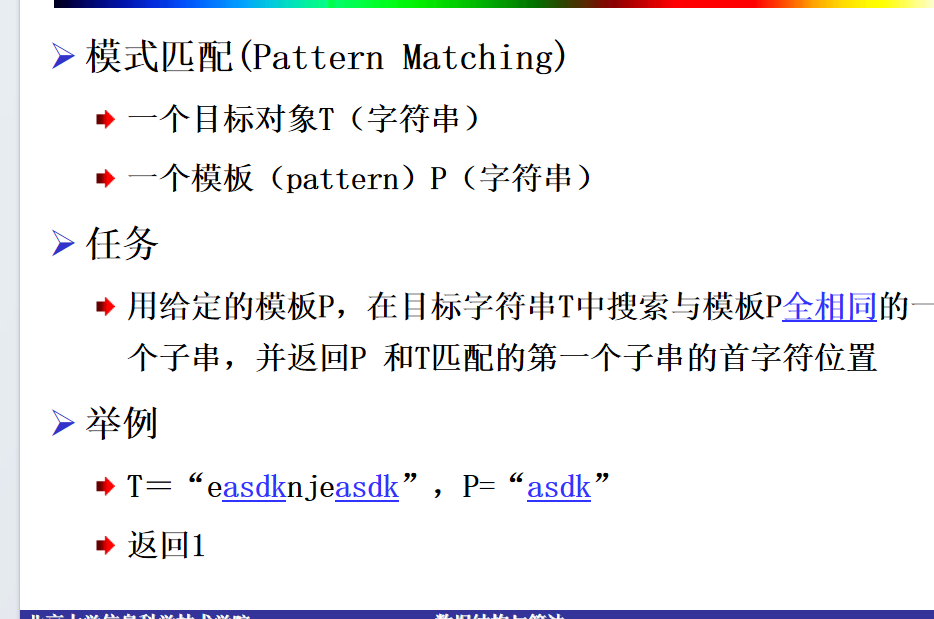 模式匹配(Pattern Matching)
一个目标对象T（字符串）
一个模板（pattern）P（字符串）
任务
用给定的模板P，在目标字符串T中搜索与模板P全相同的一
个子串，并返回P 和T匹配的第一个子串的首字符位置
举例
T＝“easdknjeasdk”，P=“asdk”
返回1